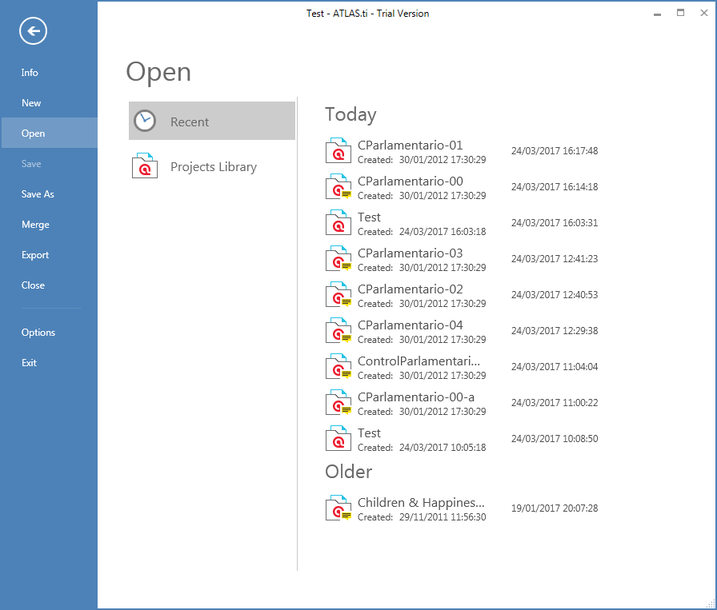 Test - ATLAS.ti - Trial Version
Info
New
Open
Save
Save As
Merge
Export
Close
Options
Exit
Open
Recent
Projects Library
Today
CParlamentario-01
Created: 30/01/2012 17:30:29
24/03/2017 16:17:48
CParlamentario-00
Created: 30/01/2012 17:30:29
24/03/2017 16:14:18
Test
Created: 24/03/2017 16:03:18
24/03/2017 16:03:31
CParlamentario-03
Created: 30/01/2012 17:30:29
24/03/2017 12:41:23
CParlamentario-02
Created: 30/01/2012 17:30:29
24/03/2017 12:40:53
CParlamentario-04
Created: 30/01/2012 17:30:29
24/03/2017 12:29:38
ControlParlamentari...
Created: 30/01/2012 17:30:29
24/03/2017 11:04:04
CParlamentario-00-a
Created: 30/01/2012 17:30:29
24/03/2017 11:00:22
Test
Created: 24/03/2017 10:05:18
24/03/2017 10:08:50
Older
Children & Happines...
Created: 29/11/2011 11:56:30
19/01/2017 20:07:28